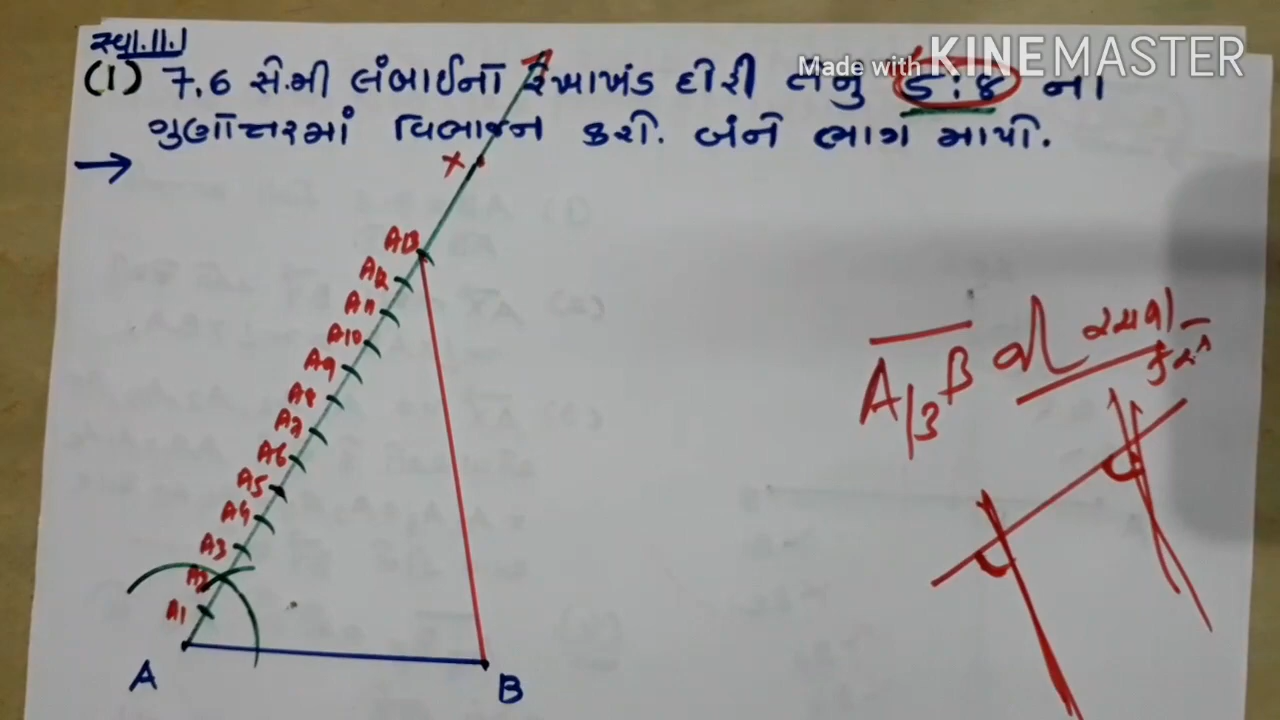 સ્વા. 11.1
(1) 7.6 સે.મી લંબાઈનો રેખાખંડ દોરી તેનુ 5:8 ના
ગુણોત્તરમાં વિભાજન કરો. બંને ભાગ માપો.
Made with KINEMASTER
→
X
A13
A12
A11
A10
A9
A8
A7
A6
A5
A4
A3
A2
A1
A
B
A13B ની